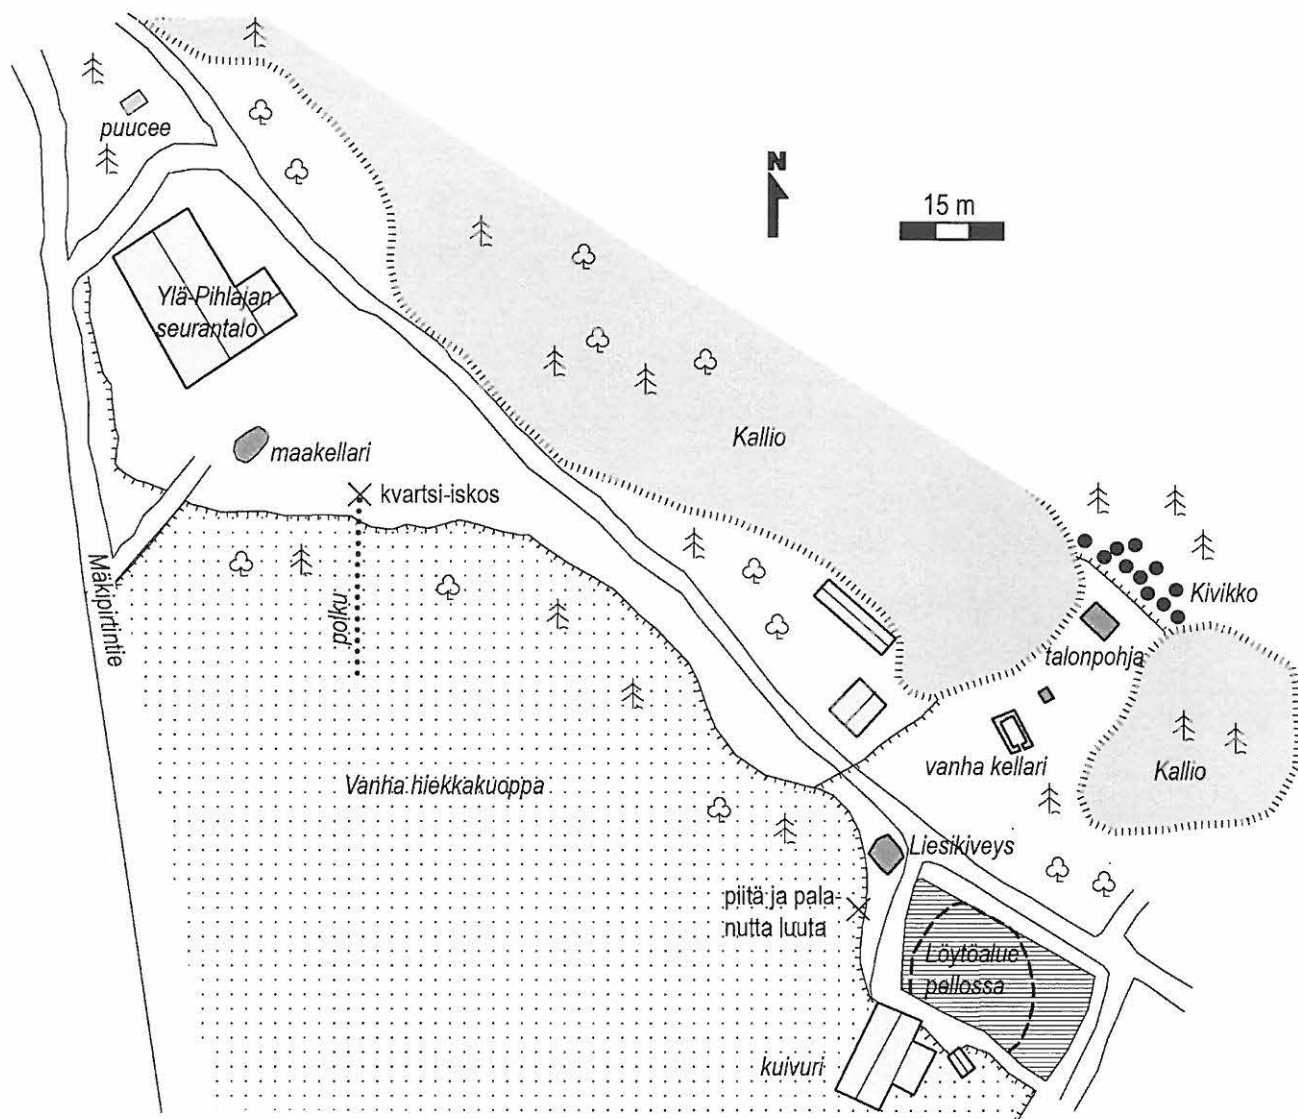 puucee
N
15 m
Ylä-Pihlajan
seurantalo
Kallio
maakellari
kvartsi-iskos
Mäkipirtintie
polku
Kivikko
talonpohja
vanha kellari
Kallio
Vanha hiekkakuoppa
Liesikiveys
piitä ja pala-
nutta luuta
Löytöalue
pellossa
kuivuri